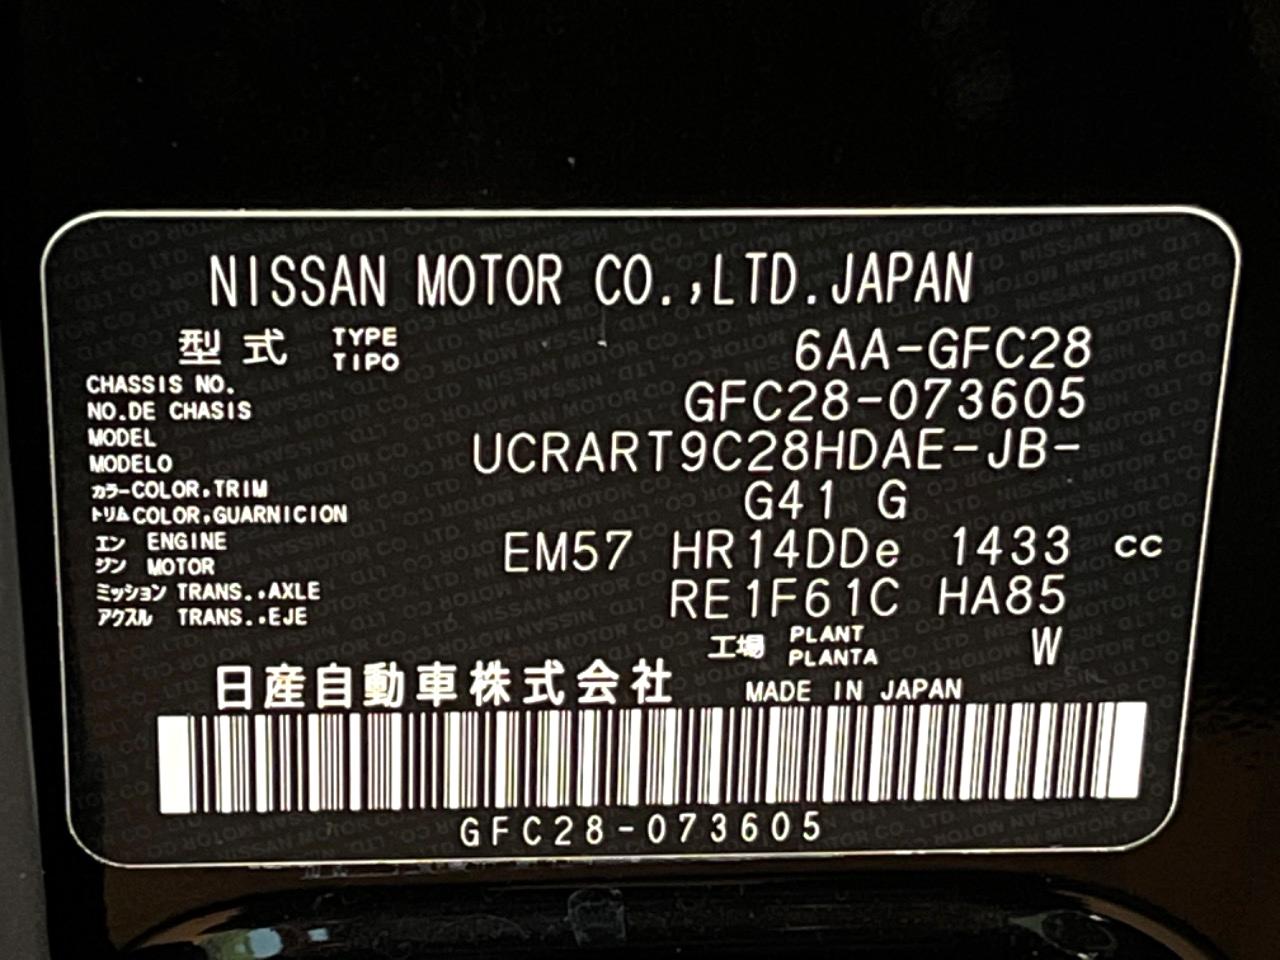 NISSAN MOTOR CO.,LTD.JAPAN
型式 TYPE TIPO 6AA-GFC28
CHASSIS NO.
NO.DE CHASIS GFC28-073605
MODEL
MODELO UCRART9C28HDAE-JB-
カラー COLOR,TRIM G41 G
トリム COLOR,GUARNICION
エンジン ENGINE MOTOR EM57 HR14DDe 1433 cc
ミッション TRANS.,AXLE RE1F61C HA85
アクスル TRANS.,EJE
工場 PLANT PLANTA W
日産自動車株式会社 MADE IN JAPAN
GFC28-073605